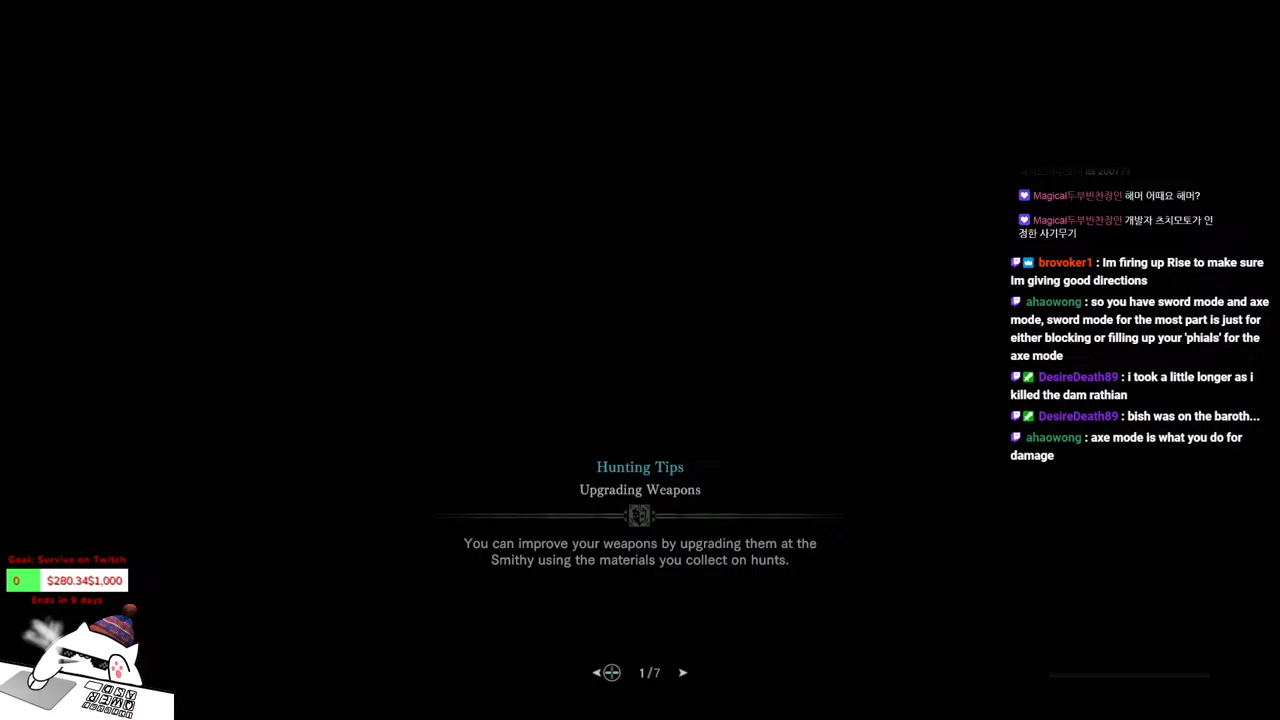 its 2007??
Magical두부반찬장인 해머 어때요 해머?
Magical두부반찬장인 개발자 츠치모토가 인
정한 사기무기
brovoker1 : Im firing up Rise to make sure
Im giving good directions
ahaowong : so you have sword mode and axe
mode, sword mode for the most part is just for
either blocking or filling up your 'phials' for the
axe mode
DesireDeath89 : i took a little longer as i
killed the dam rathian
DesireDeath89 : bish was on the baroth...
ahaowong : axe mode is what you do for
damage
Hunting Tips
Upgrading Weapons
You can improve your weapons by upgrading them at the
Smithy using the materials you collect on hunts.
1/7
Goal: Survive on Twitch
0 $280.34$1,000
Ends in 9 days